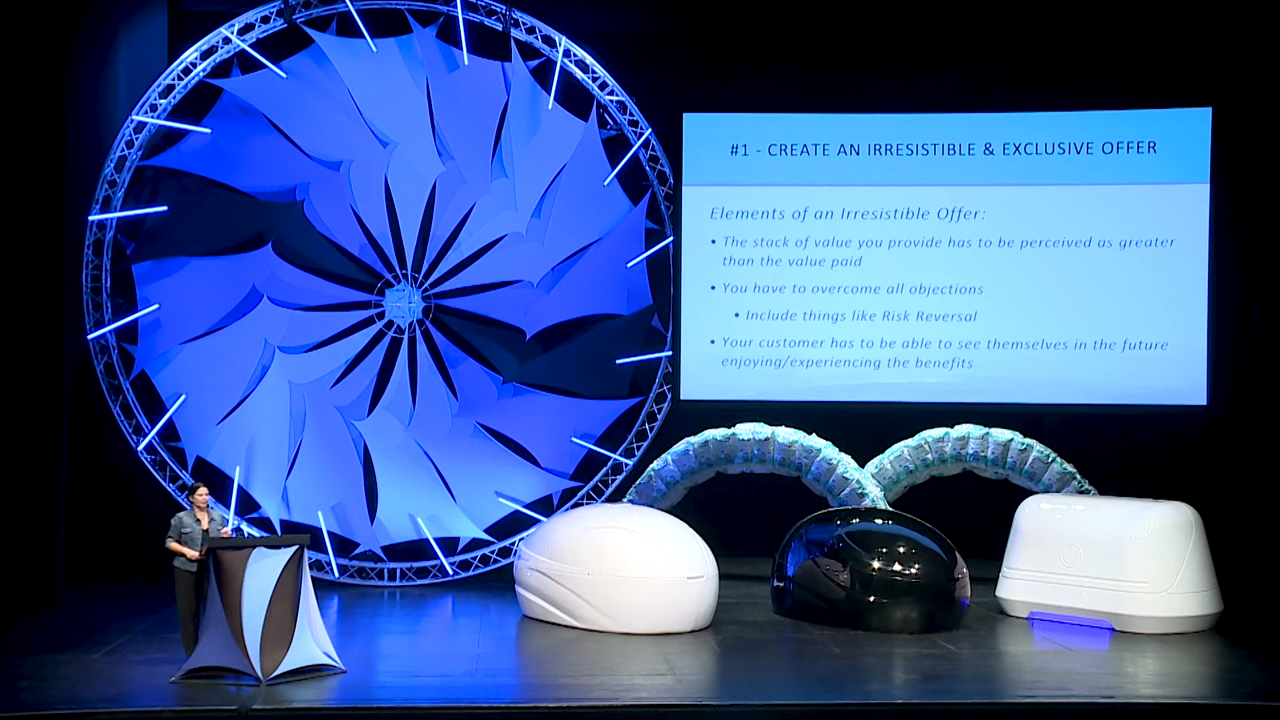 #1 - CREATE AN IRRESISTIBLE & EXCLUSIVE OFFER
Elements of an Irresistible Offer:
• The stack of value you provide has to be perceived as greater
than the value paid
• You have to overcome all objections
• Include things like Risk Reversal
• Your customer has to be able to see themselves in the future
enjoying/experiencing the benefits